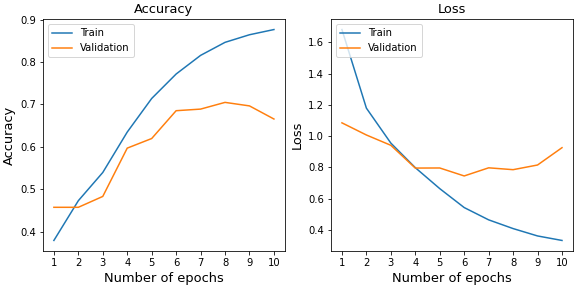 Accuracy
Train
Validation
0.9
0.8
0.7
0.6
0.5
0.4
Accuracy
1 2 3 4 5 6 7 8 9 10
Number of epochs
Loss
Train
Validation
1.6
1.4
1.2
1.0
0.8
0.6
0.4
Loss
1 2 3 4 5 6 7 8 9 10
Number of epochs